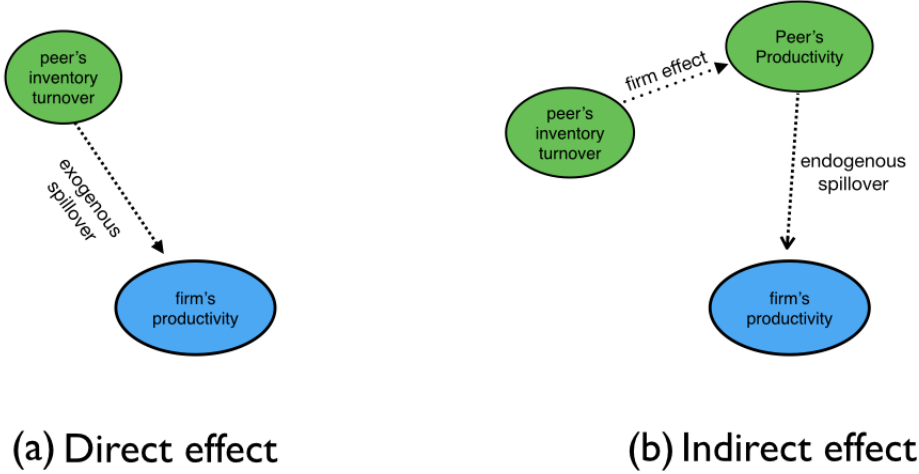 peer's
inventory
turnover
exogenous
spillover
firm's
productivity
(a) Direct effect
Peer's
Productivity
firm effect
peer's
inventory
turnover
endogenous
spillover
firm's
productivity
(b) Indirect effect